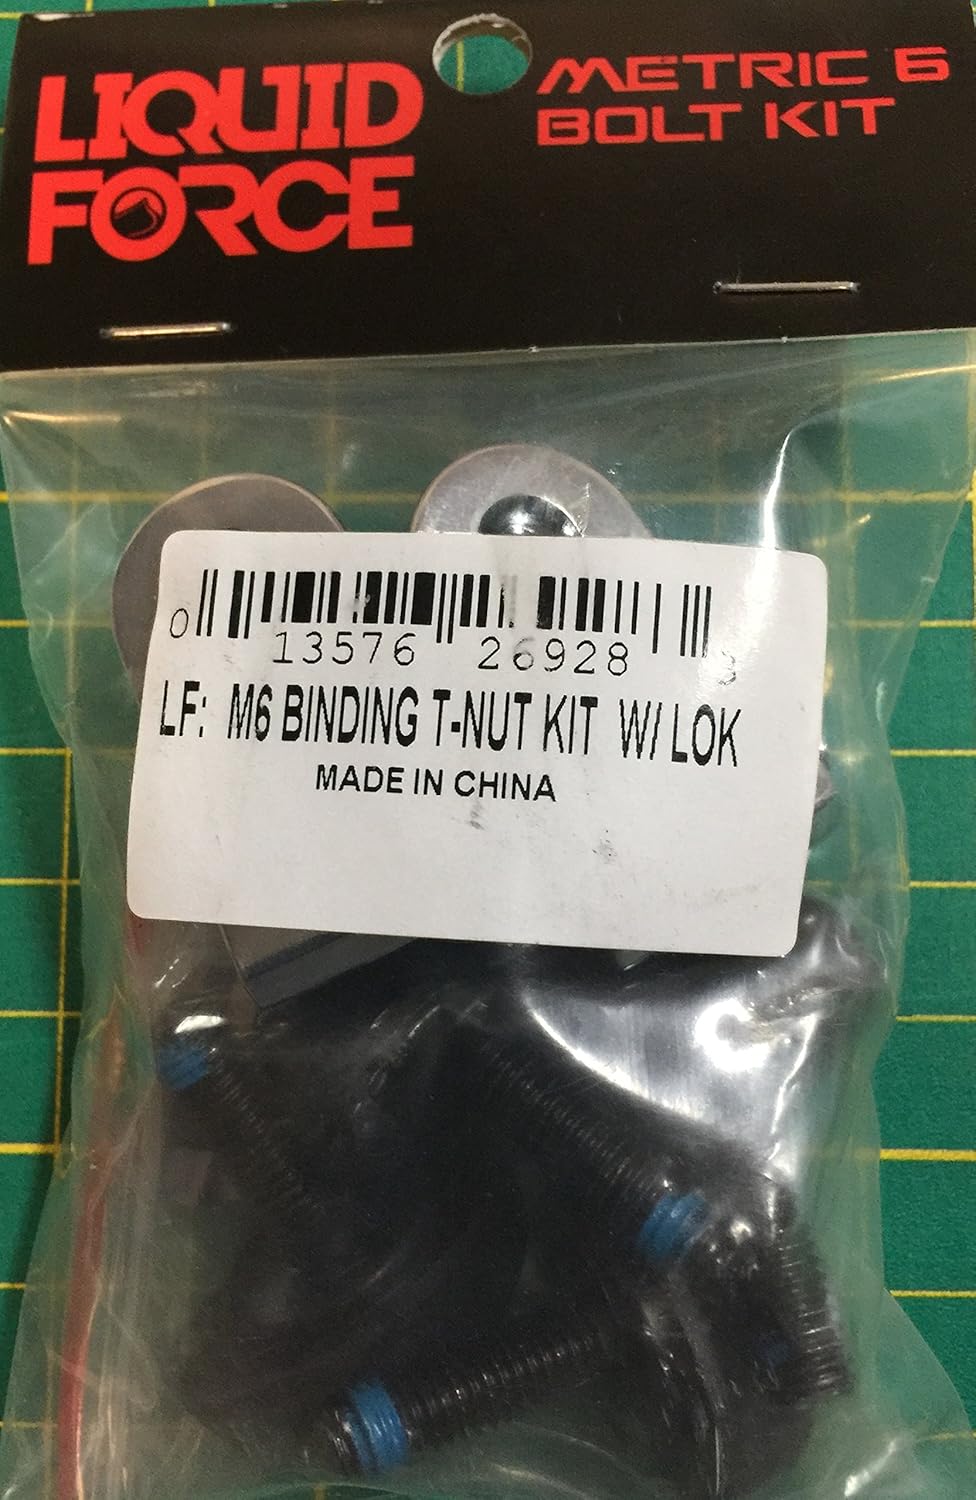 LIQUID
FORCE
METRIC 6
BOLT KIT
0 13576 26928 3
LF: M6 BINDING T-NUT KIT W/ LOK
MADE IN CHINA